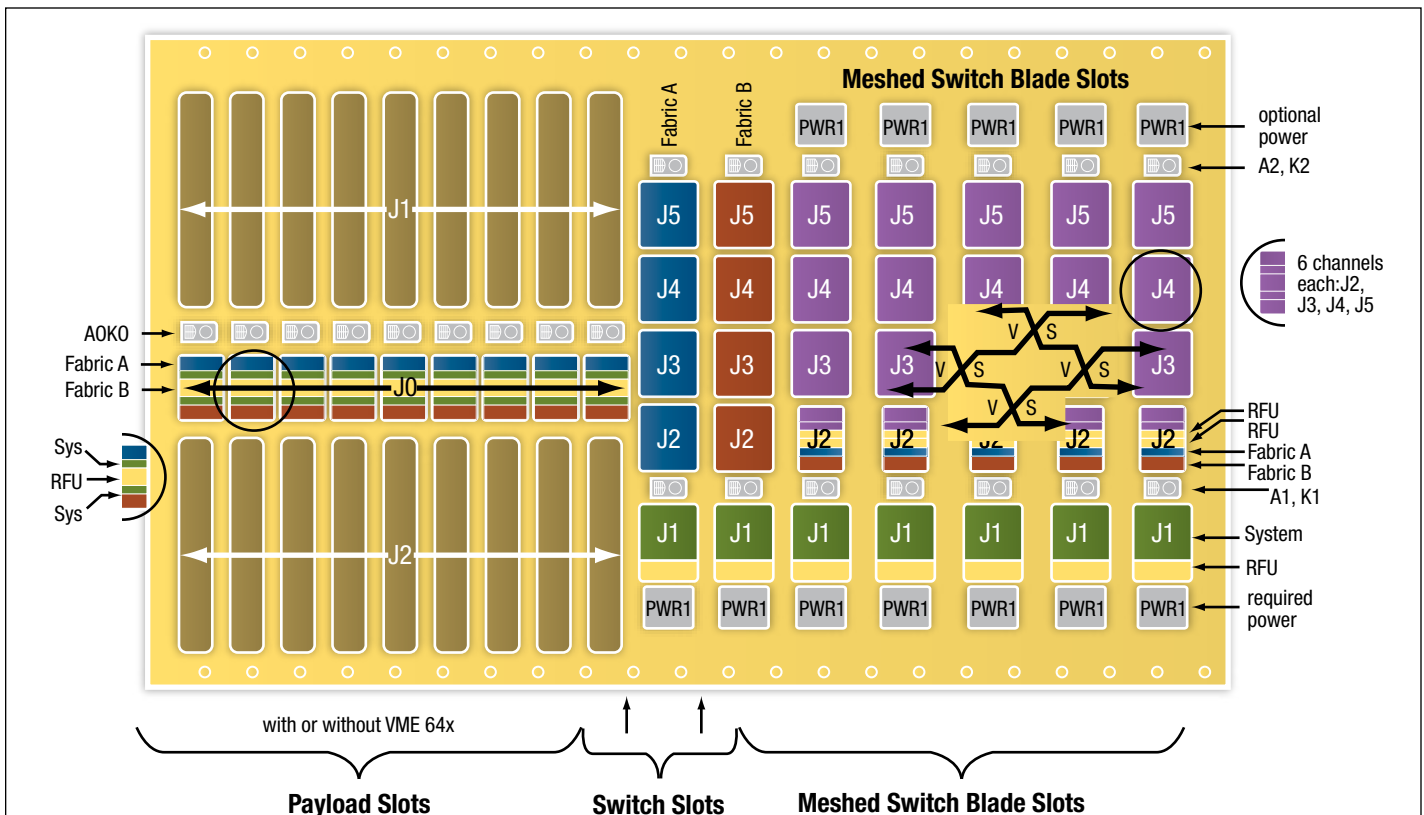 Meshed Switch Blade Slots
Fabric A
Fabric B
PWR1 PWR1 PWR1 PWR1 PWR1
optional
power
A2, K2
J1
J5 J5 J5 J5 J5 J5 J5
J4 J4 J4 J4 J4 J4 J4
6 channels
each:J2,
J3, J4, J5
V S
AOKO
Fabric A
Fabric B
J0
J3 J3 J3 J3 J3
V S V S
V S
Sys
RFU
Sys
J2 J2 J2 J2 J2 J2 J2
RFU
RFU
Fabric A
Fabric B
A1, K1
J2
J1 J1 J1 J1 J1 J1 J1
System
RFU
PWR1 PWR1 PWR1 PWR1 PWR1 PWR1 PWR1
required
power
with or without VME 64x
Payload Slots
Switch Slots
Meshed Switch Blade Slots